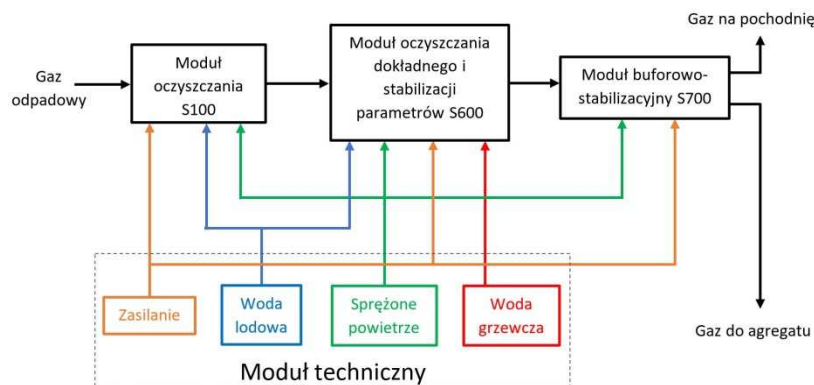 Gaz na pochodnię
Gaz
odpadowy
Moduł
oczyszczania
S100
Moduł oczyszczania
dokładnego i
stabilizacji
parametrów S600
Moduł buforowo-
stabilizacyjny S700
Zasilanie
Woda
lodowa
Sprężone
powietrze
Woda
grzewcza
Gaz do agregatu
Moduł techniczny